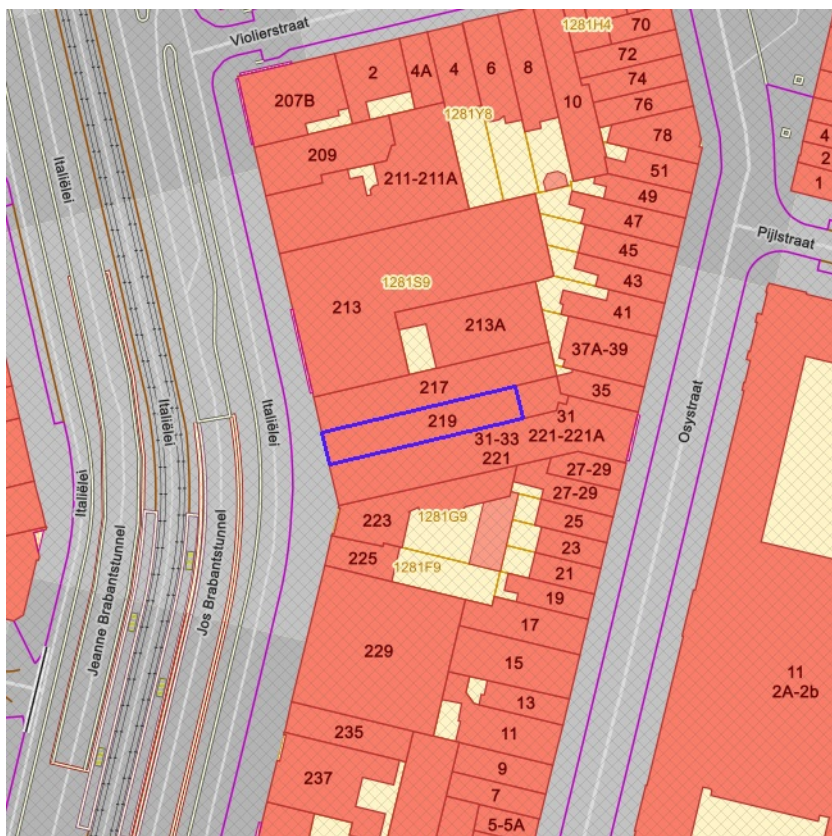 Violierstraat
1281H4
70
72
74
76
78
2
4A
4
6
8
10
207B
1281Y8
209
211-211A
51
49
47
45
43
41
4
2
1
Pijlstraat
Italiëlei
1281S9
213
213A
37A-39
35
217
219
31
31-33
221
221-221A
27-29
27-29
25
23
21
19
Osystraat
Italiëlei
Italiëlei
Italiëlei
223
1281G9
225
1281F9
Jeanne Brabantstunnel
Jos Brabantstunnel
229
17
15
13
11
11
2A-2b
235
237
9
7
5-5A